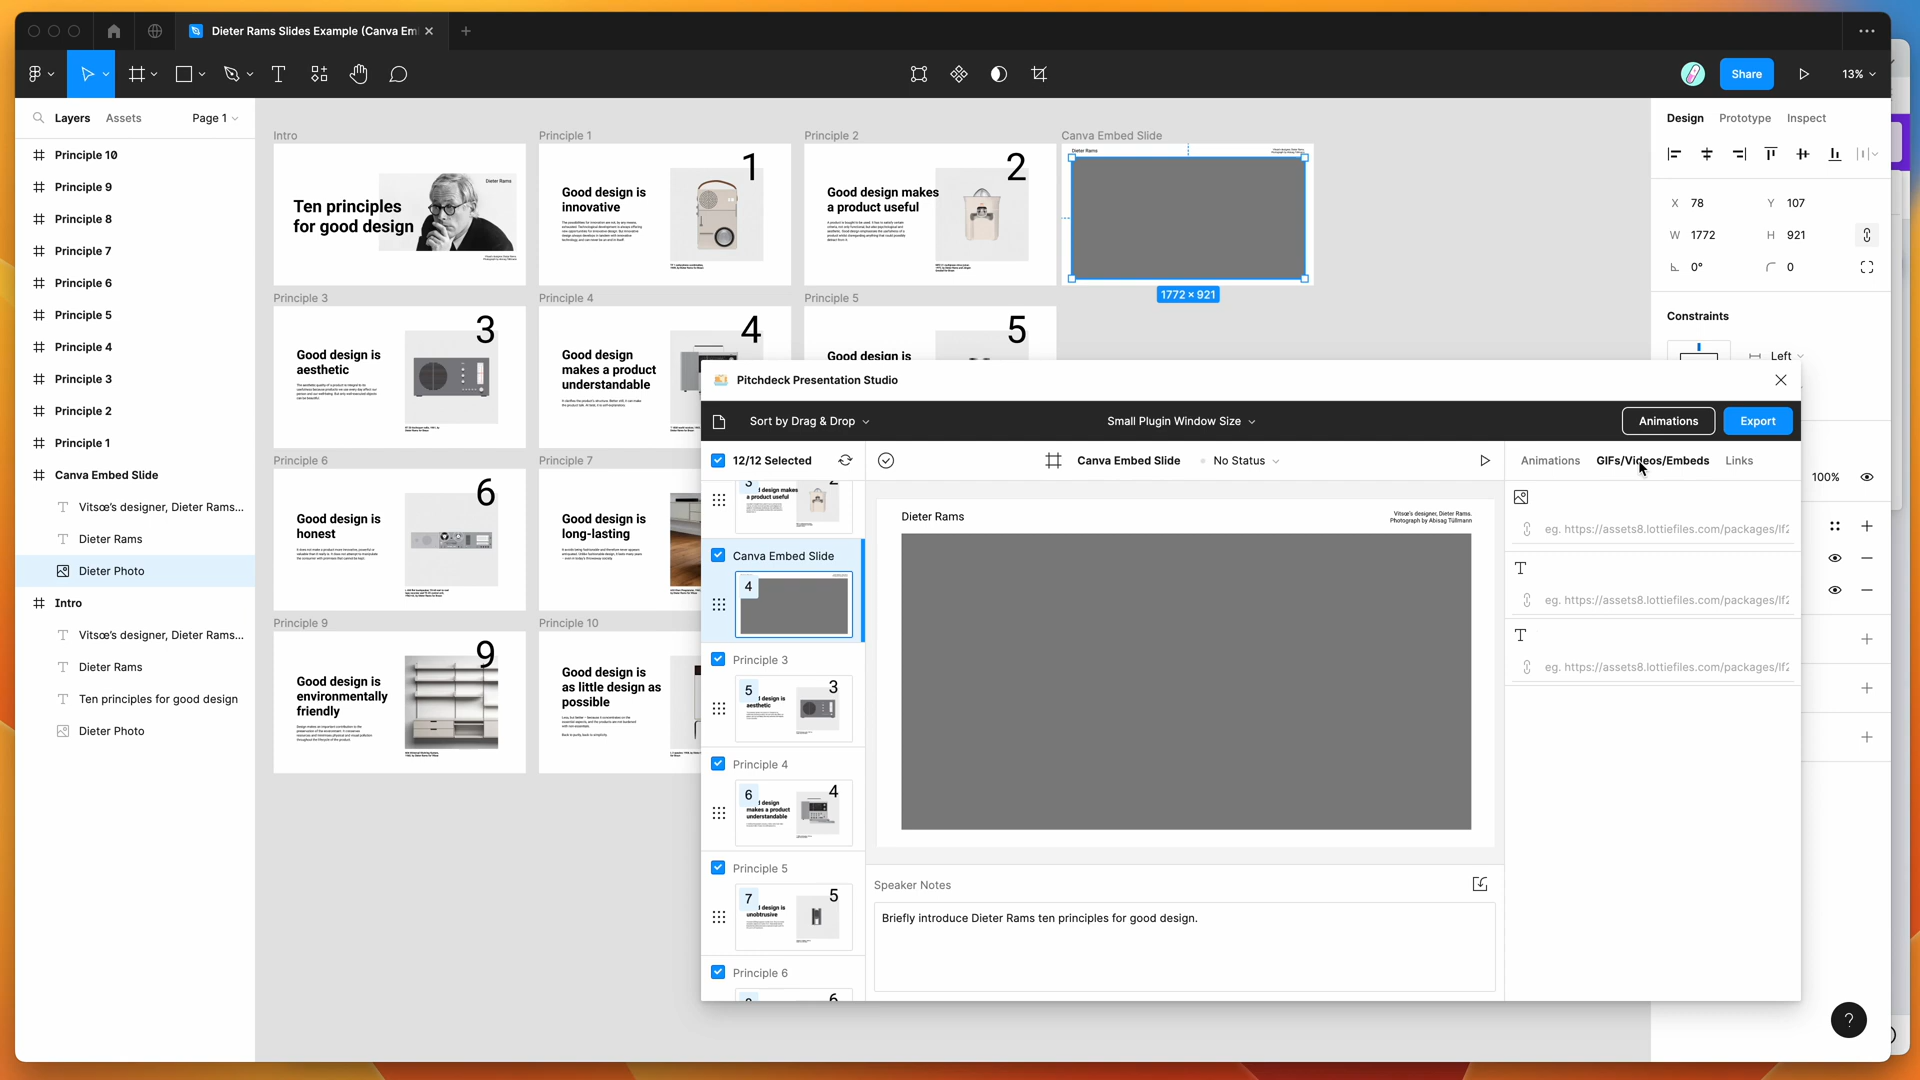 Dieter Rams Slides Example (Canva Em
Share
13%
Layers
Assets
Page 1
Principle 10
Principle 9
Principle 8
Principle 7
Principle 6
Principle 5
Principle 4
Principle 3
Principle 2
Principle 1
Canva Embed Slide
Vitsœ's designer, Dieter Rams...
Dieter Rams
Dieter Photo
Intro
Vitsœ's designer, Dieter Rams...
Dieter Rams
Ten principles for good design
Dieter Photo
Intro
Dieter Rams
Ten principles
for good design
Principle 1
1
Good design is
innovative
Principle 2
2
Good design makes
a product useful
Canva Embed Slide
Dieter Rams
1772 × 921
Principle 3
3
Good design is
aesthetic
Principle 4
4
Good design
makes a product
understandable
Principle 5
5
Good design is
Principle 6
6
Good design is
honest
Principle 7
Good design is
long-lasting
Principle 9
9
Good design is
environmentally
friendly
Principle 10
Good design is
as little design as
possible
Design
Prototype
Inspect
X 78
Y 107
W 1772
H 921
0°
0
Constraints
Left
100%
Pitchdeck Presentation Studio
Sort by Drag & Drop
Small Plugin Window Size
Animations
Export
12/12 Selected
Canva Embed Slide
No Status
Animations
GIFs/Videos/Embeds
Links
Canva Embed Slide
4
Principle 3
5
3
Principle 4
6
4
Principle 5
7
5
Principle 6
Dieter Rams
Vitsœ's designer, Dieter Rams.
Photograph by Abisag Tüllmann
Speaker Notes
Briefly introduce Dieter Rams ten principles for good design.
eg. https://assets8.lottiefiles.com/packages/lf2
eg. https://assets8.lottiefiles.com/packages/lf2
eg. https://assets8.lottiefiles.com/packages/lf2
?